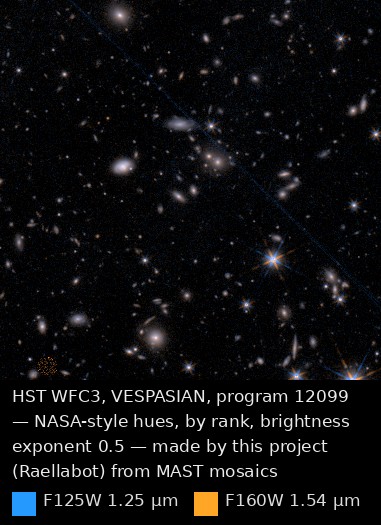 HST WFC3, VESPASIAN, program 12099
— NASA-style hues, by rank, brightness
exponent 0.5 — made by this project
(Raellabot) from MAST mosaics
F125W 1.25 µm F160W 1.54 µm